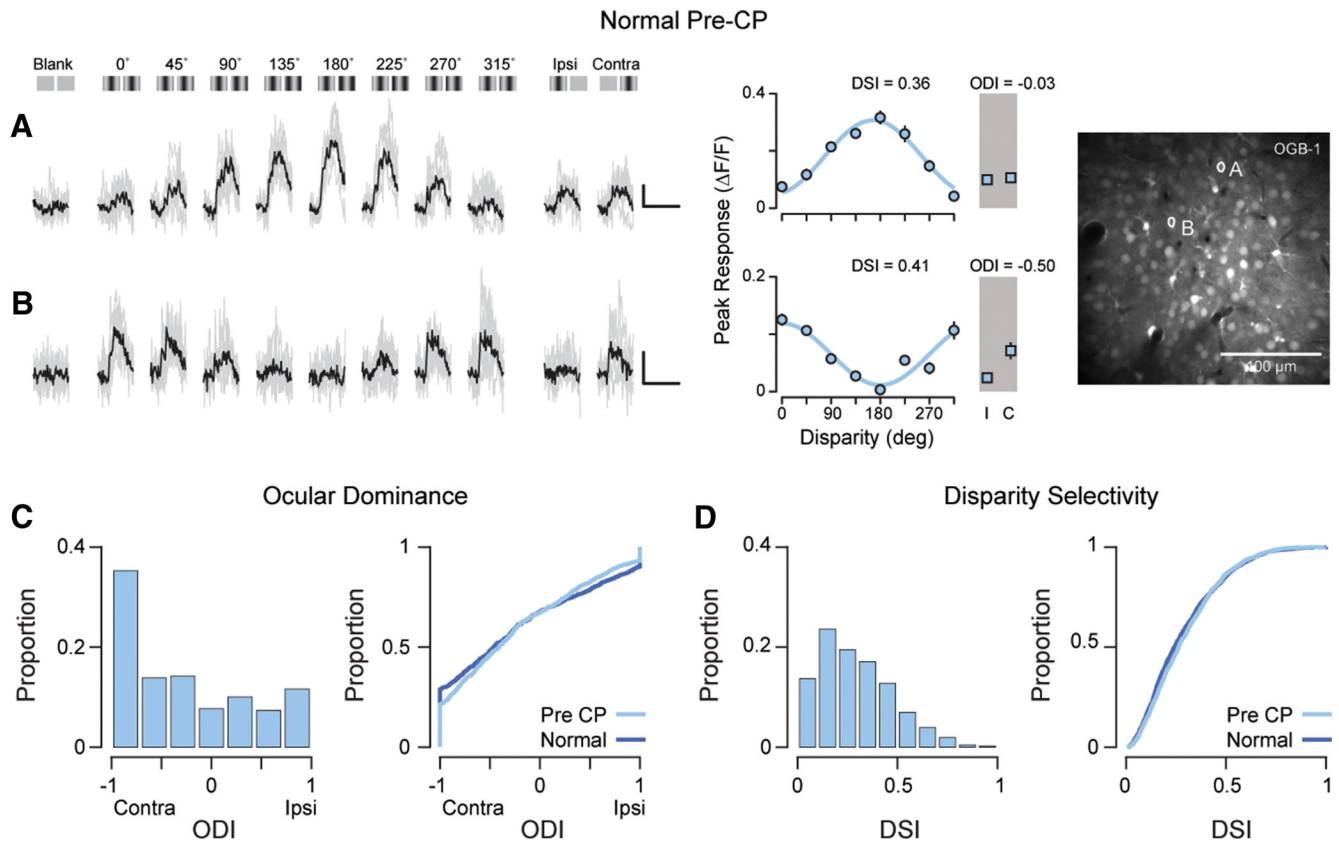 Normal Pre-CP
Blank 0° 45° 90° 135° 180° 225° 270° 315° Ipsi Contra
A
B
DSI = 0.36 ODI = -0.03
0.4
0
DSI = 0.41 ODI = -0.50
0.2
0
Peak Response (ΔF/F)
0 90 180 270 I C
Disparity (deg)
OGB-1
A
B
100 µm
C
Ocular Dominance
0.4
0.2
0
Proportion
-1 0 1
Contra Ipsi
ODI
1
0.5
0
Proportion
Pre CP
Normal
-1 0 1
Contra Ipsi
ODI
D
Disparity Selectivity
0.4
0.2
0
Proportion
0 0.5 1
DSI
1
0.5
0
Proportion
Pre CP
Normal
0 0.5 1
DSI